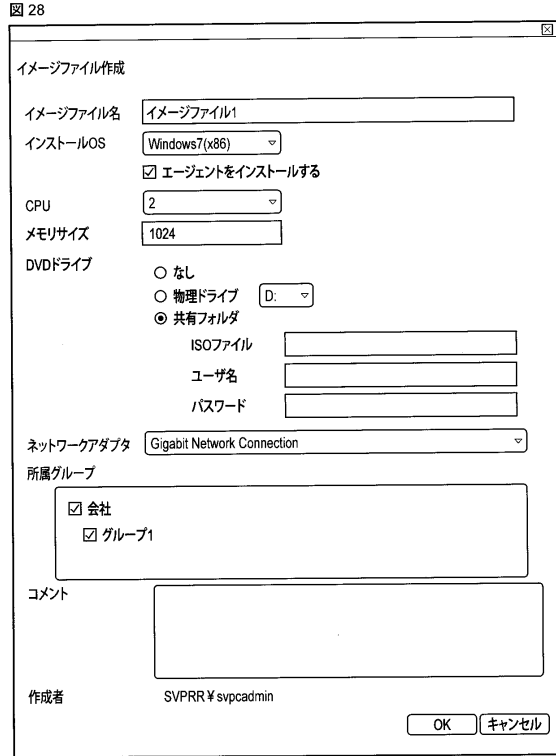 図 28
イメージファイル作成
イメージファイル名 イメージファイル1
インストールOS Windows7(x86)
エージェントをインストールする
CPU 2
メモリサイズ 1024
DVDドライブ
なし
物理ドライブ D:
共有フォルダ
ISOファイル
ユーザ名
パスワード
ネットワークアダプタ Gigabit Network Connection
所属グループ
会社
グループ1
コメント
作成者 SVPRR¥svpcadmin
OK キャンセル